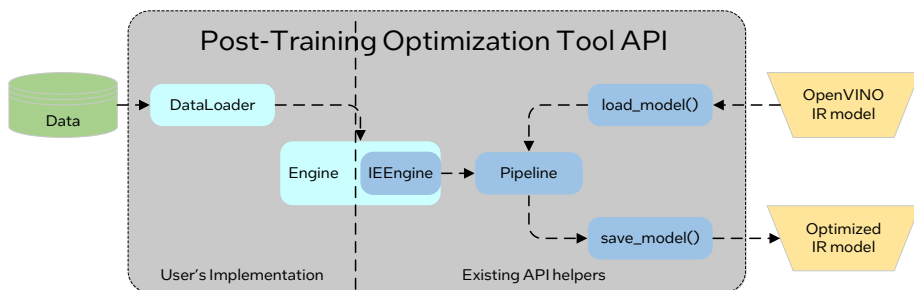 Post-Training Optimization Tool API
Data
DataLoader
load_model()
OpenVINO
IR model
Engine
IEEngine
Pipeline
save_model()
Optimized
IR model
User's Implementation
Existing API helpers